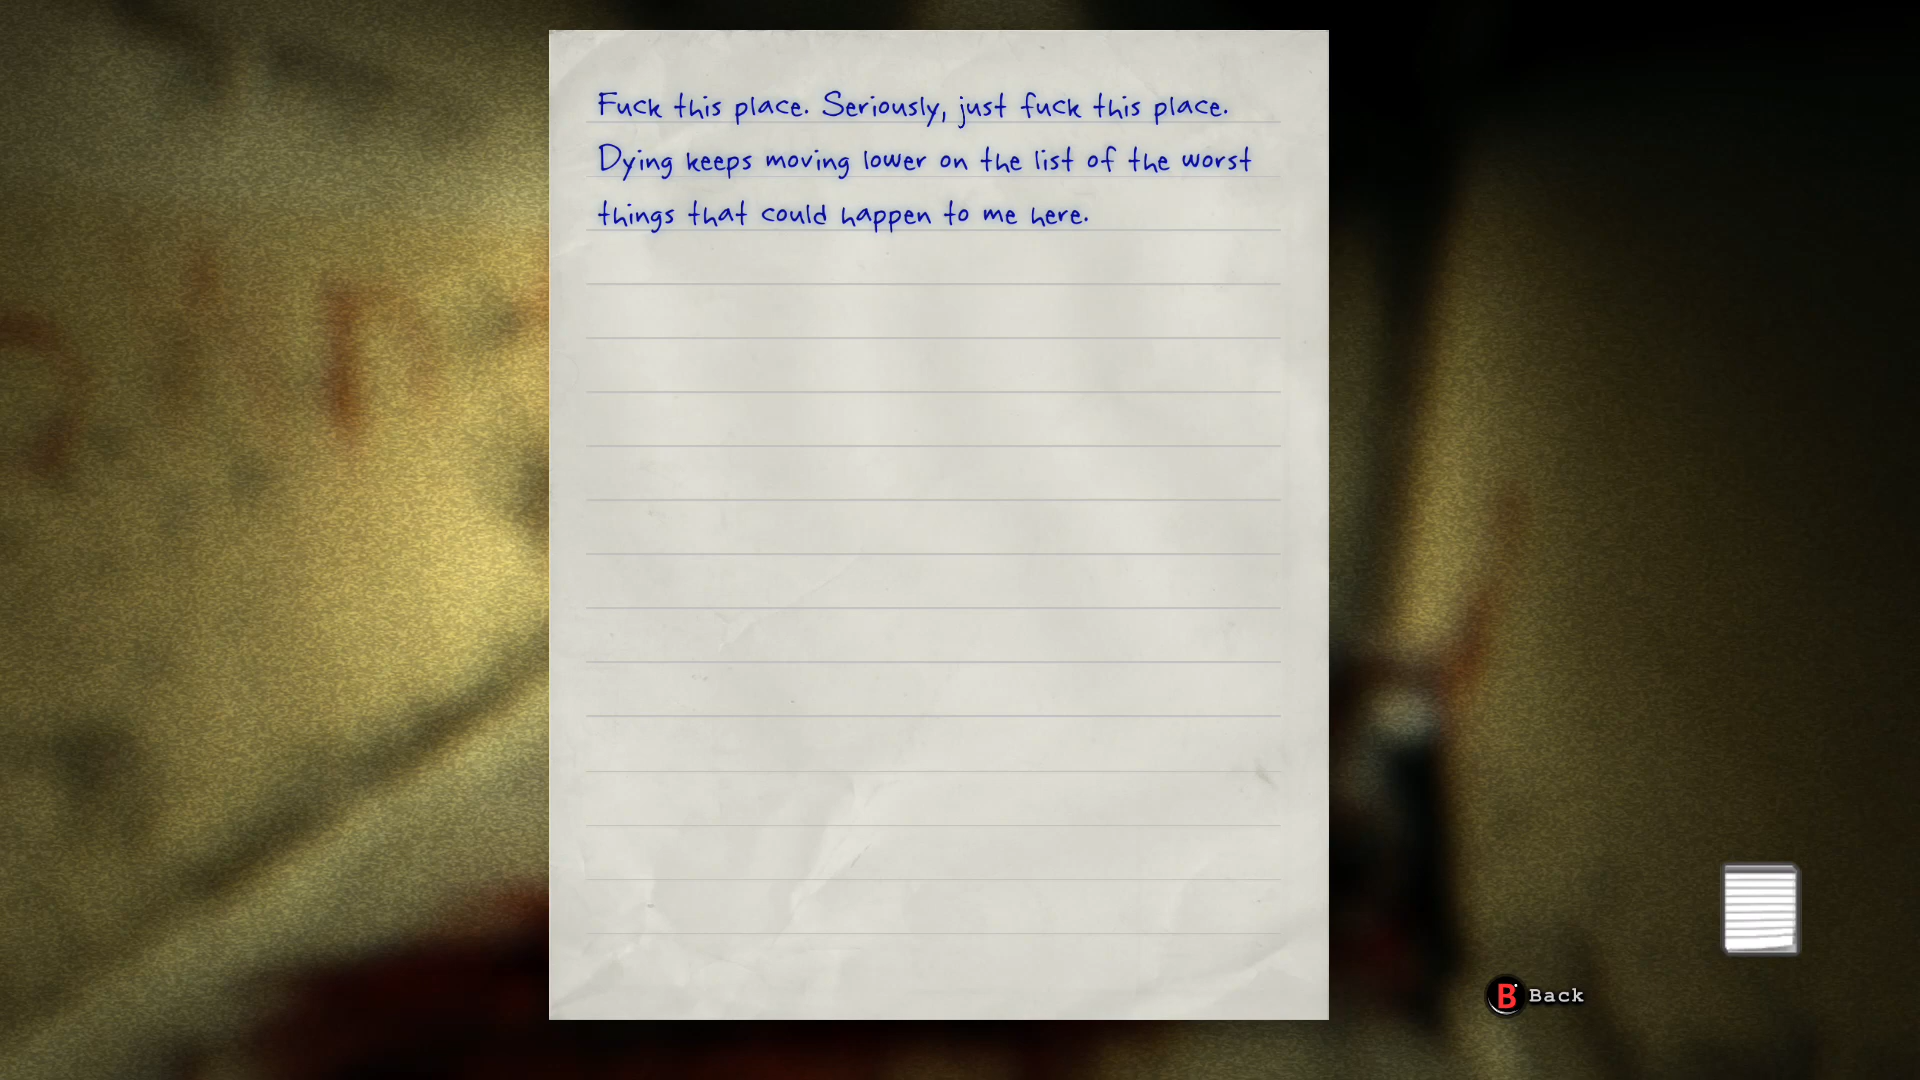 Fuck this place. Seriously, just fuck this place.
Dying keeps moving lower on the list of the worst
things that could happen to me here.
B Back